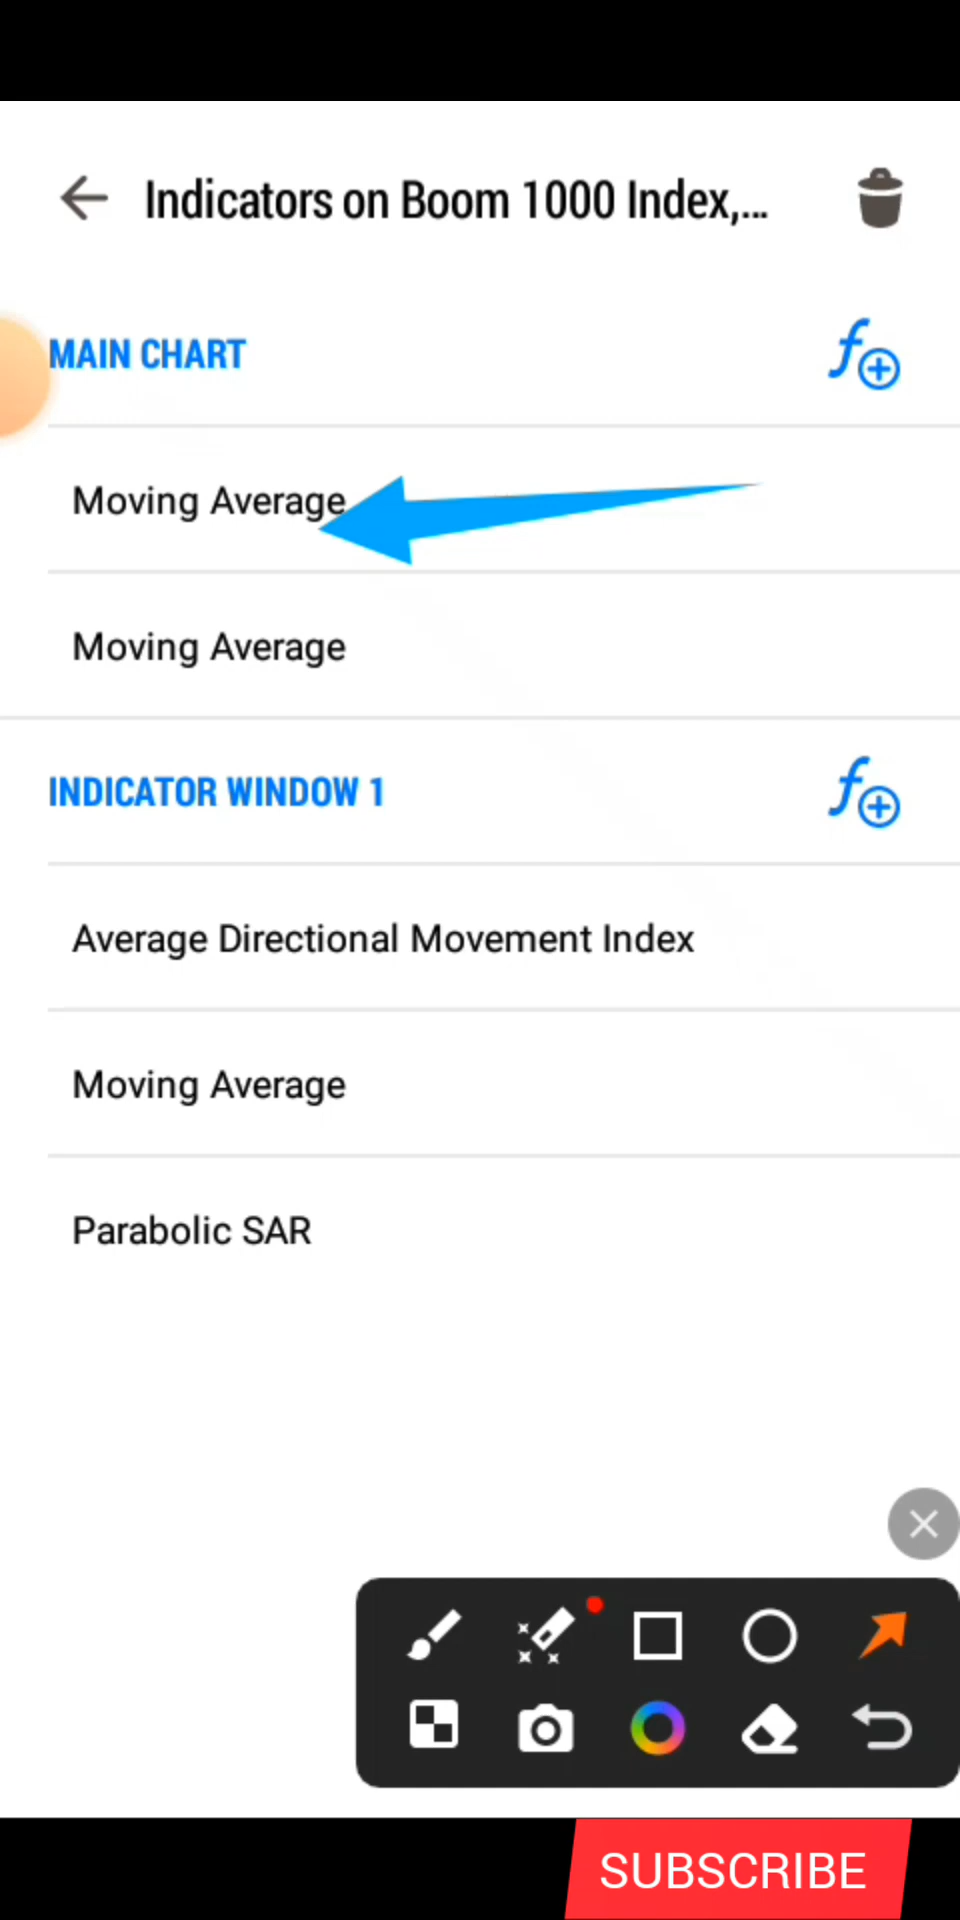 Indicators on Boom 1000 Index,...
MAIN CHART
Moving Average
Moving Average
INDICATOR WINDOW 1
Average Directional Movement Index
Moving Average
Parabolic SAR
SUBSCRIBE